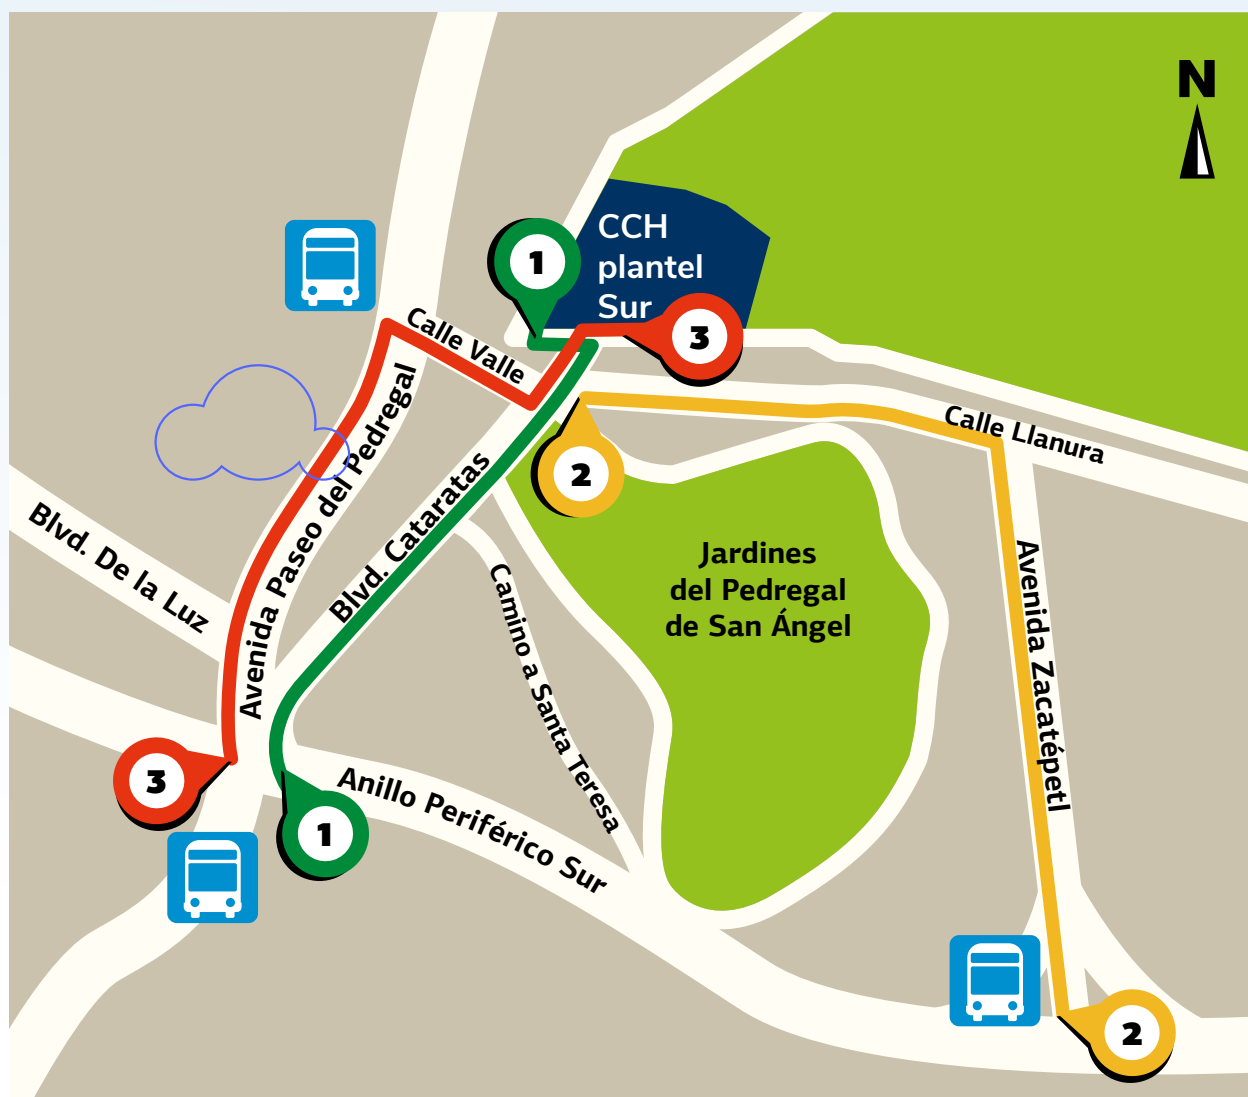 N
CCH
plantel
Sur
1
3
Calle Valle
Calle Llanura
Avenida Paseo del Pedregal
2
Blvd. Cataratas
Blvd. De la Luz
Jardines
del Pedregal
de San Ángel
Avenida Zacatépetl
Camino a Santa Teresa
3
Anillo Periférico Sur
1
2